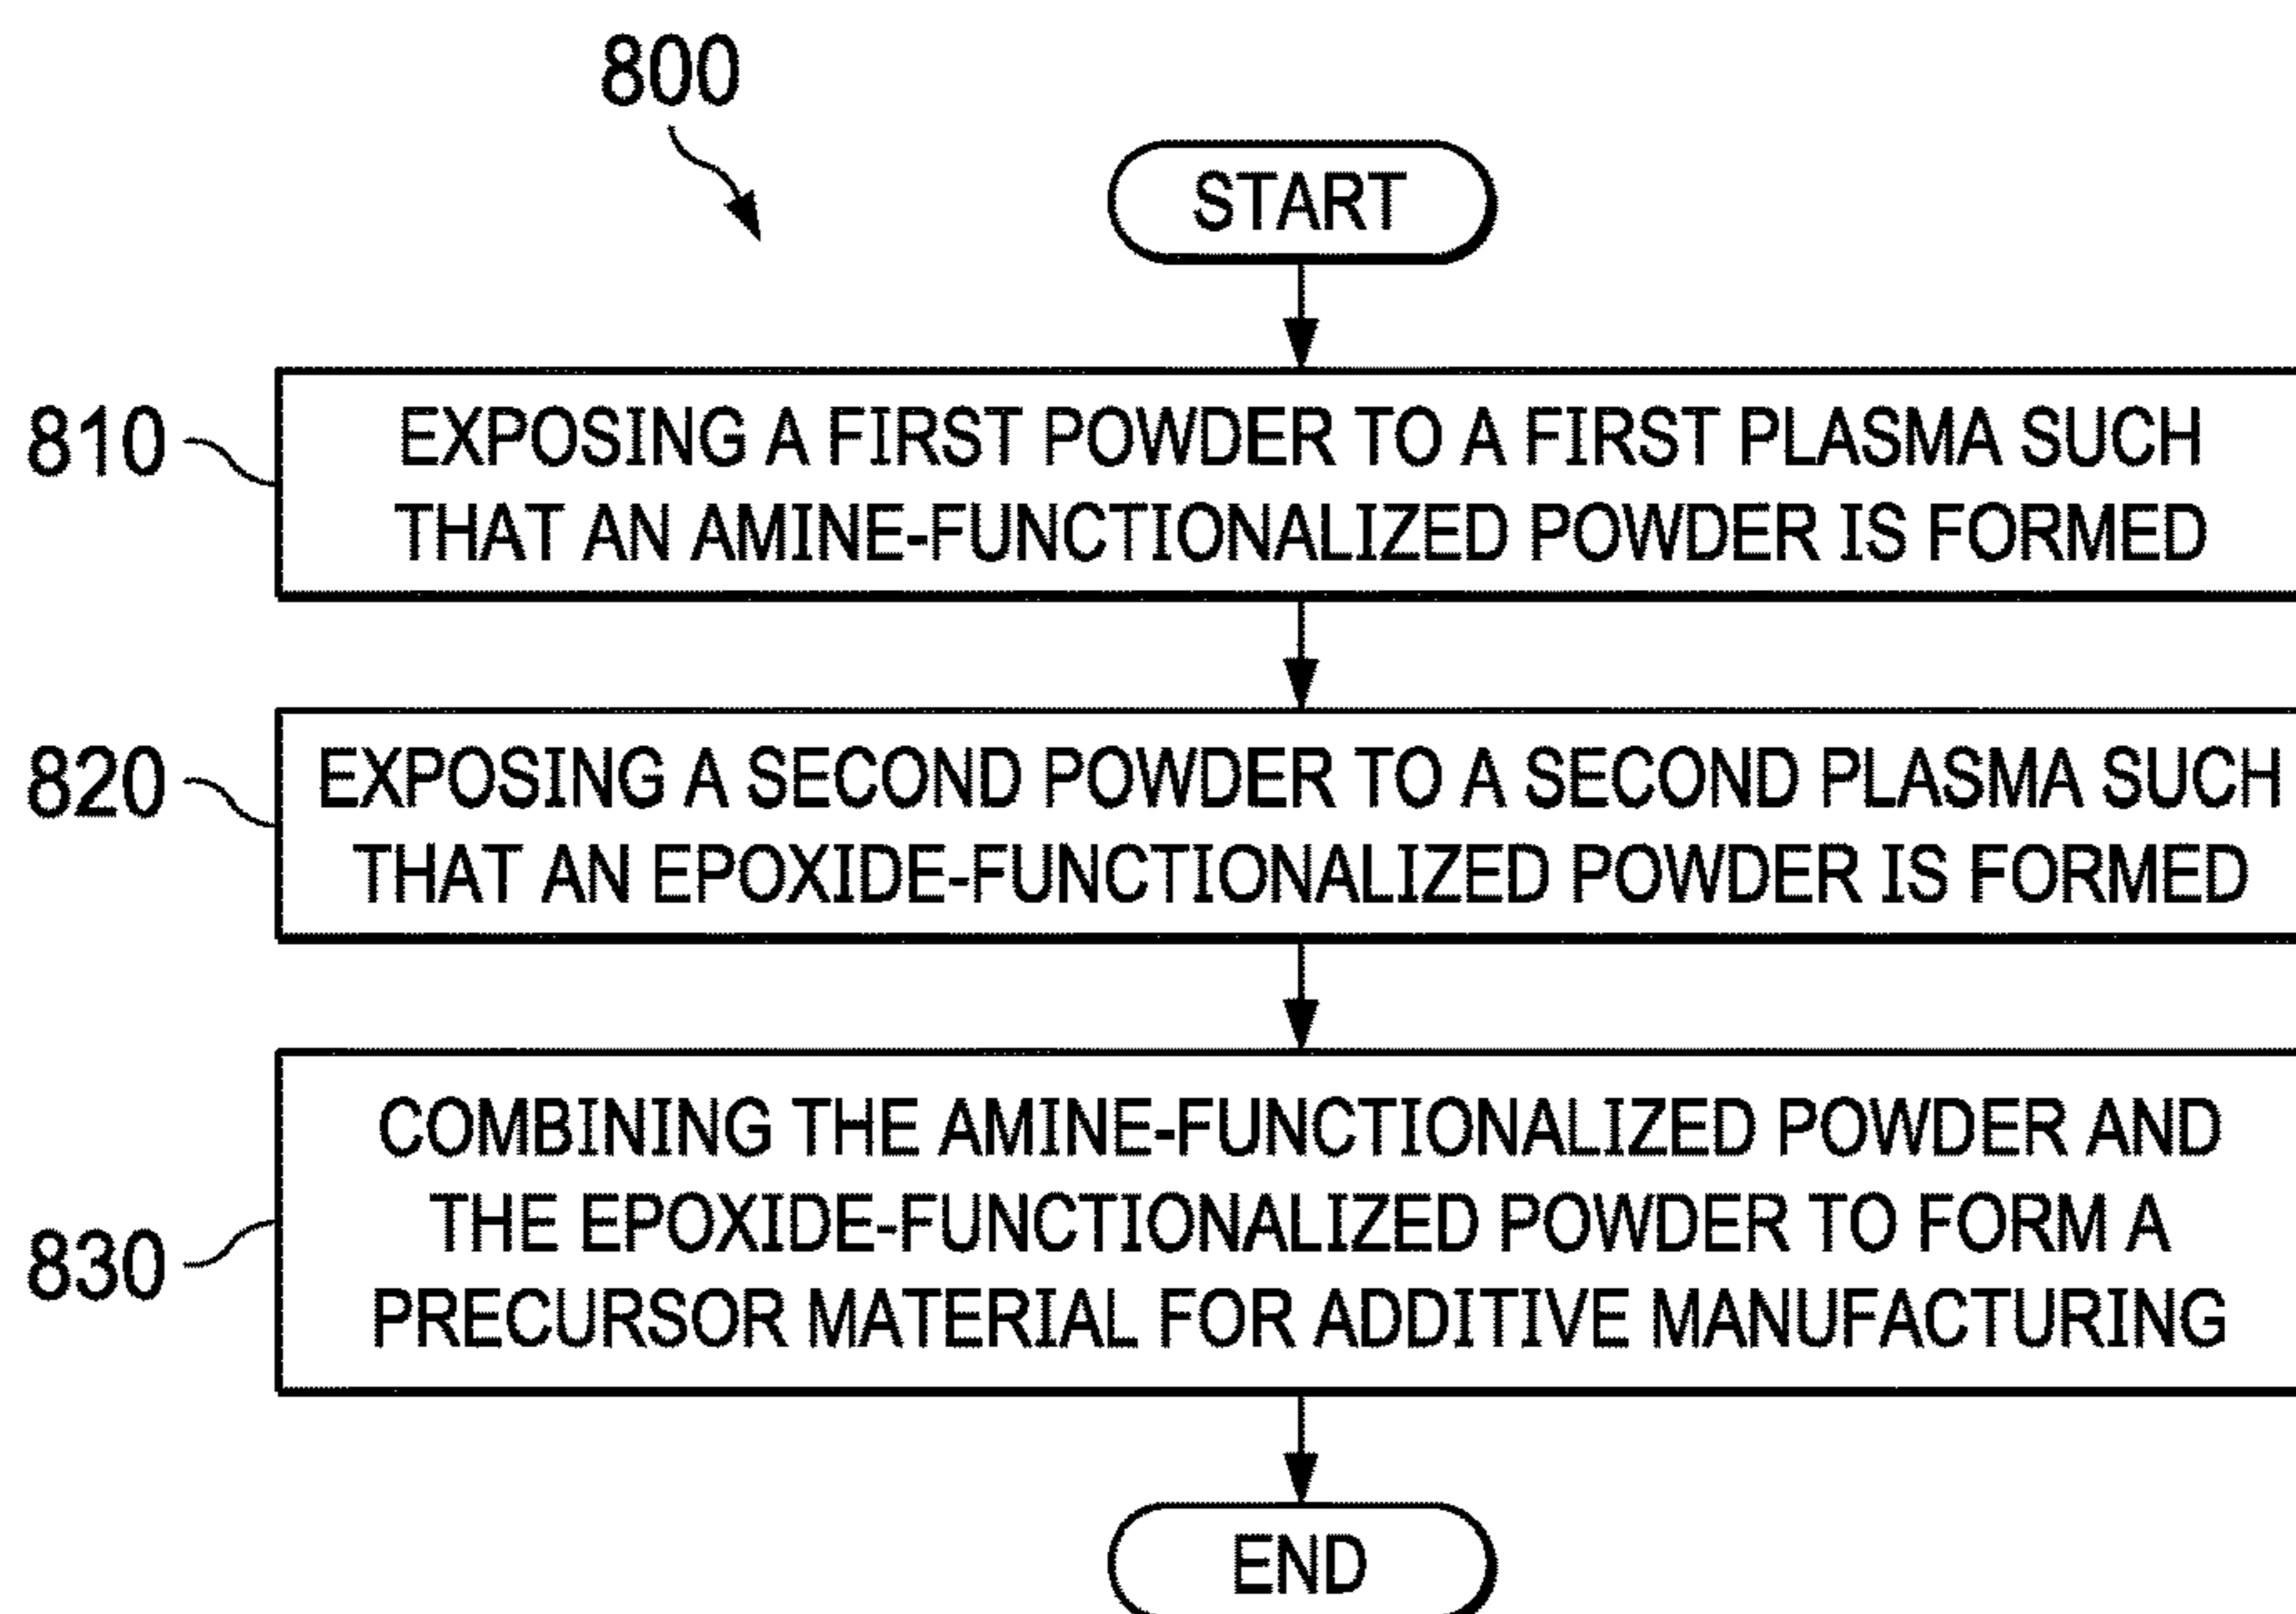 800
START
810
EXPOSING A FIRST POWDER TO A FIRST PLASMA SUCH
THAT AN AMINE-FUNCTIONALIZED POWDER IS FORMED
820
EXPOSING A SECOND POWDER TO A SECOND PLASMA SUCH
THAT AN EPOXIDE-FUNCTIONALIZED POWDER IS FORMED
830
COMBINING THE AMINE-FUNCTIONALIZED POWDER AND
THE EPOXIDE-FUNCTIONALIZED POWDER TO FORM A
PRECURSOR MATERIAL FOR ADDITIVE MANUFACTURING
END